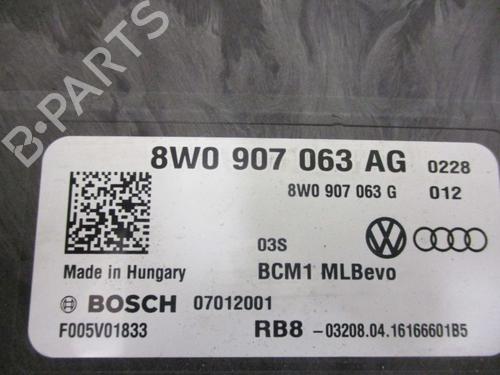 B-PARTS
8W0 907 063 AG 0228
8W0 907 063 G 012
03S
Made in Hungary BCM1 MLBevo
BOSCH 07012001
F005V01833 RB8 -03208.04.16166601B5